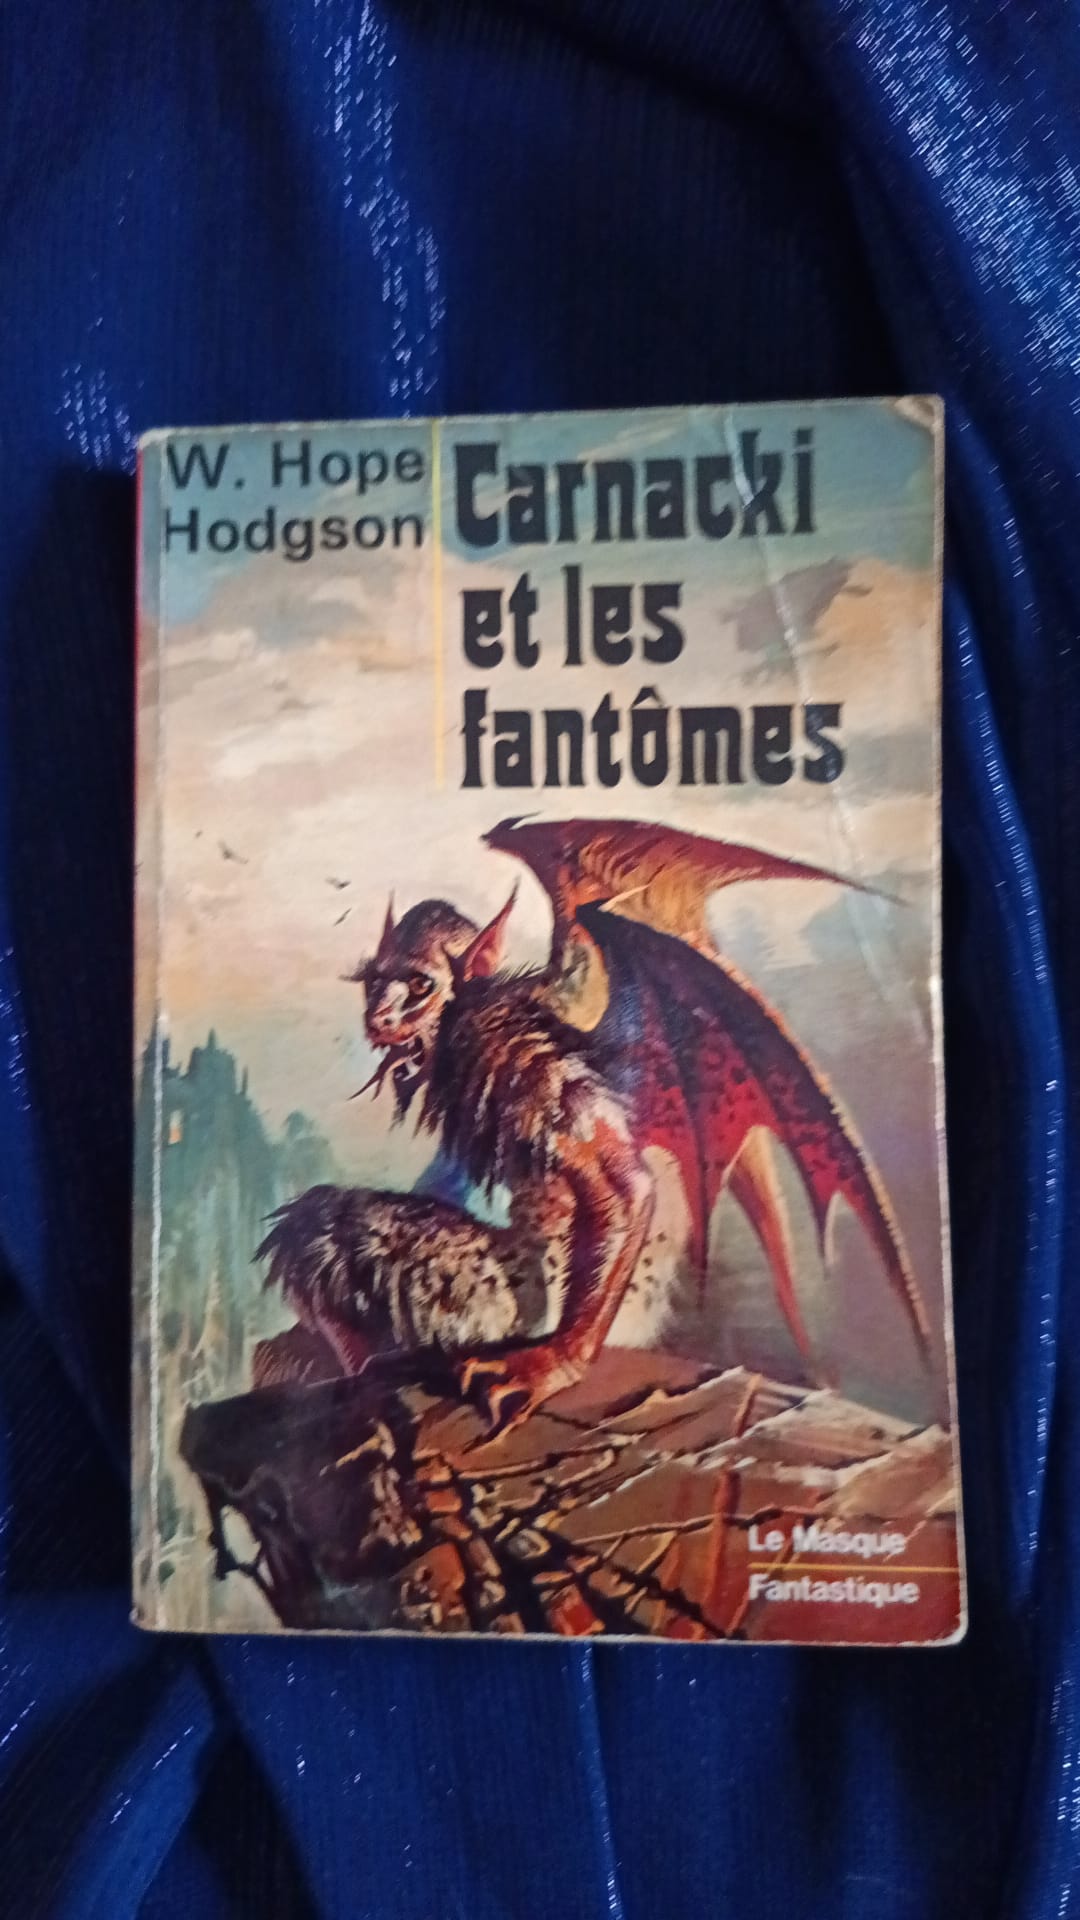 W. Hope
Hodgson
Carnacki
et les
fantômes
Le Masque
Fantastique